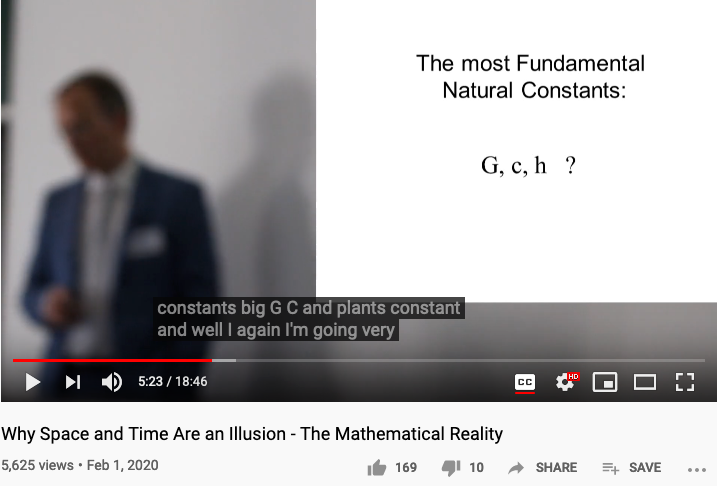 The most Fundamental
Natural Constants:
G, c, h ?
constants big G C and plants constant
and well I again I'm going very
5:23 / 18:46
CC
HD
Why Space and Time Are an Illusion - The Mathematical Reality
5,625 views • Feb 1, 2020
169
10
SHARE
SAVE